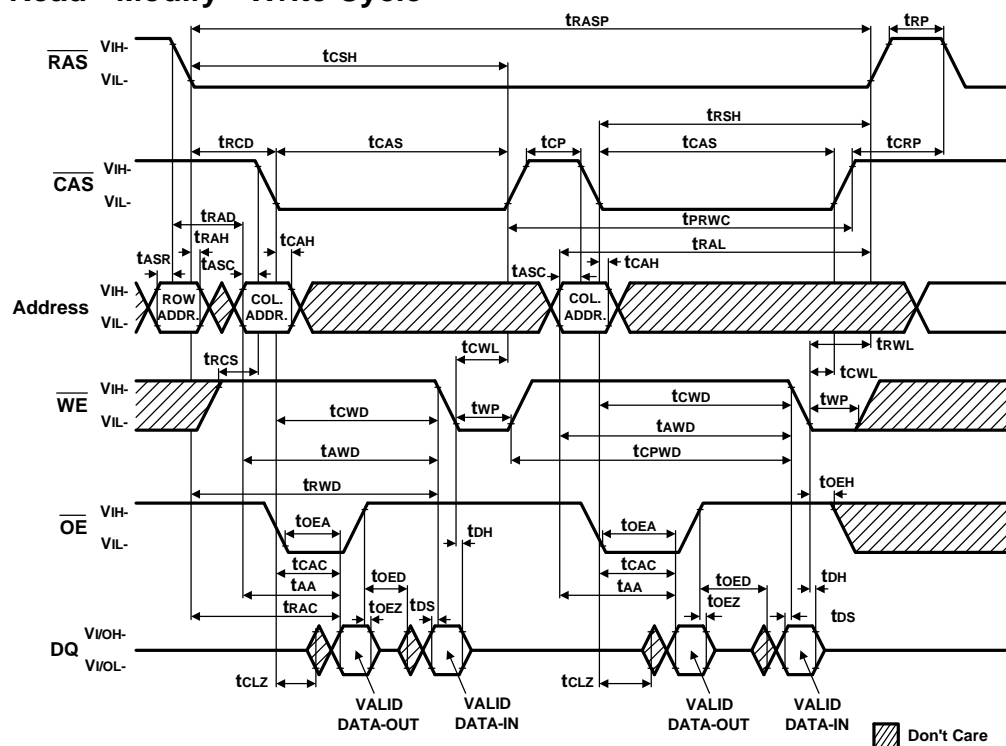 tRASP
tRP
RAS
VIH-
VIL-
tCSH
tRSH
tRCD
tCAS
tCP
tCAS
tCRP
CAS
VIH-
VIL-
tPRWC
tRAD
tRAL
tRAH
tCAH
tASR
tASC
tASC
tCAH
Address
VIH-
VIL-
ROW
ADDR.
COL.
ADDR.
COL.
ADDR.
tRWL
tCWL
tRCS
tCWL
WE
VIH-
VIL-
tCWD
tWP
tCWD
tWP
tAWD
tAWD
tCPWD
tRWD
tOEH
OE
VIH-
VIL-
tOEA
tDH
tOEA
tCAC
tCAC
tAA
tOED
tAA
tOED
tDH
tRAC
tOEZ
tDS
tOEZ
tDS
DQ
VI/OH-
VI/OL-
tCLZ
tCLZ
VALID
DATA-OUT
VALID
DATA-IN
VALID
DATA-OUT
VALID
DATA-IN
Don't Care